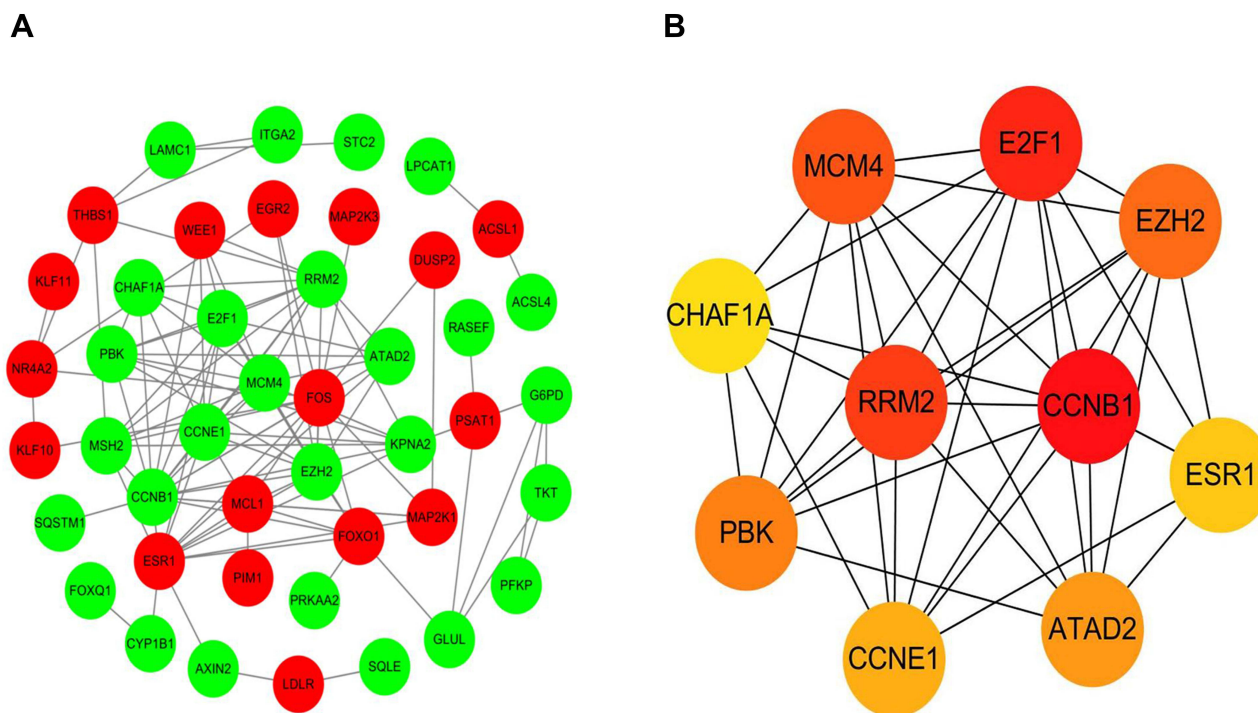 A
B
ITGA2
LAMC1
STC2
LPCAT1
THBS1
EGR2
MAP2K3
WEE1
ACSL1
DUSP2
KLF11
CHAF1A
RRM2
ACSL4
E2F1
RASEF
PBK
ATAD2
NR4A2
MCM4
FOS
G6PD
PSAT1
CCNE1
MSH2
KPNA2
KLF10
EZH2
CCNB1
TKT
MCL1
MAP2K1
SQSTM1
FOXO1
ESR1
PIM1
PFKP
FOXQ1
PRKAA2
CYP1B1
GLUL
AXIN2
SQLE
LDLR
E2F1
MCM4
EZH2
CHAF1A
RRM2
CCNB1
ESR1
PBK
ATAD2
CCNE1